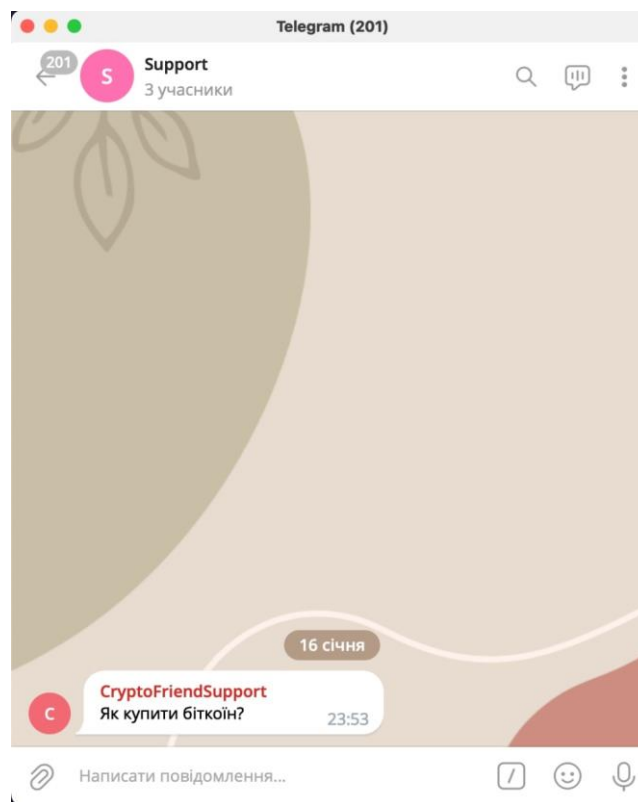 Telegram (201)
201
S
Support
3 учасники
16 січня
CryptoFriendSupport
C
Як купити біткоїн?
23:53
Написати повідомлення...